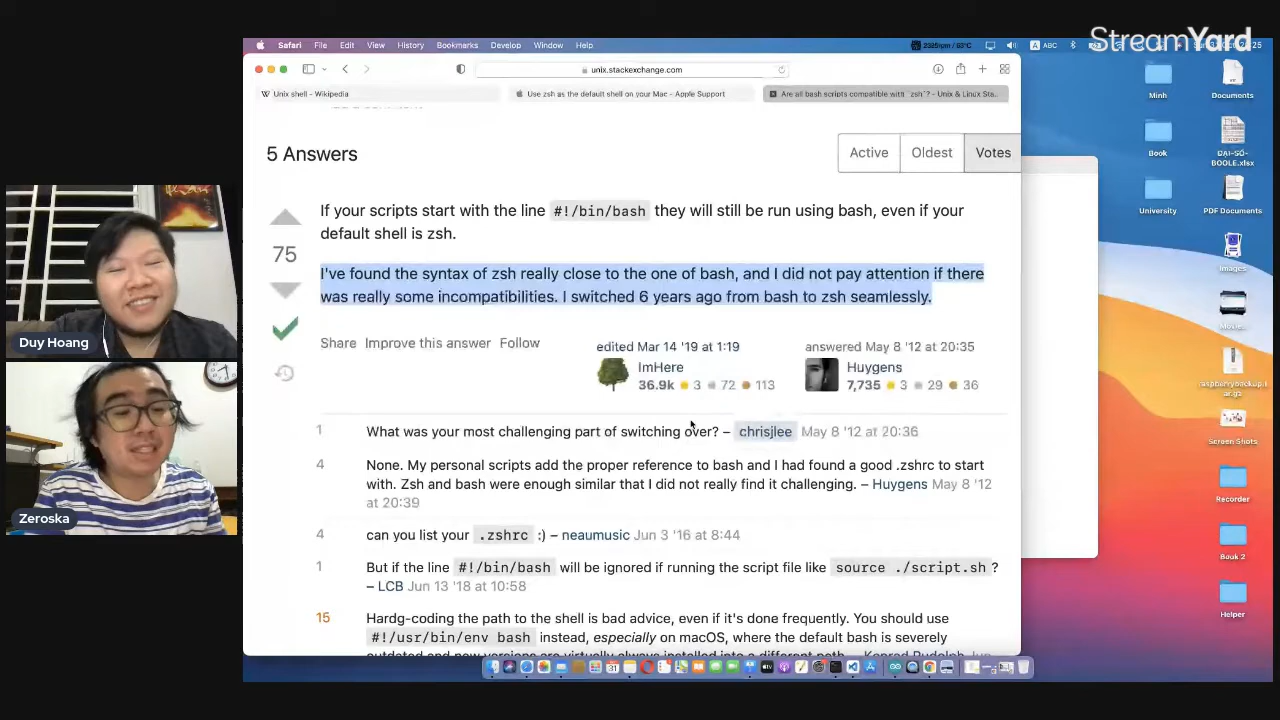 StreamYard
Safari File Edit View History Bookmarks Develop Window Help
ABC
unix.stackexchange.com
Unix shell - Wikipedia
Use zsh as the default shell on your Mac - Apple Support
Are all bash scripts compatible with `zsh`? - Unix & Linux Sta...
5 Answers
Active Oldest Votes
If your scripts start with the line #!/bin/bash they will still be run using bash, even if your
default shell is zsh.
75
I've found the syntax of zsh really close to the one of bash, and I did not pay attention if there
was really some incompatibilities. I switched 6 years ago from bash to zsh seamlessly.
Share Improve this answer Follow
edited Mar 14 '19 at 1:19
ImHere
36.9k 3 72 113
answered May 8 '12 at 20:35
Huygens
7,735 3 29 36
1 What was your most challenging part of switching over? – chrisjlee May 8 '12 at 20:36
4 None. My personal scripts add the proper reference to bash and I had found a good .zshrc to start
with. Zsh and bash were enough similar that I did not really find it challenging. – Huygens May 8 '12
at 20:39
4 can you list your .zshrc :) – neaumusic Jun 3 '16 at 8:44
1 But if the line #!/bin/bash will be ignored if running the script file like source ./script.sh ?
– LCB Jun 13 '18 at 10:58
15 Hardg-coding the path to the shell is bad advice, even if it's done frequently. You should use
#!/usr/bin/env bash instead, especially on macOS, where the default bash is severely
Duy Hoang
Zeroska
Minh
Documents
Book
ĐẠI-SỐ-
BOOLE.xlsx
University
PDF Documents
Images
Movie...
raspberrybackup.i
Screen Shots
Recorder
Book 2
Helper